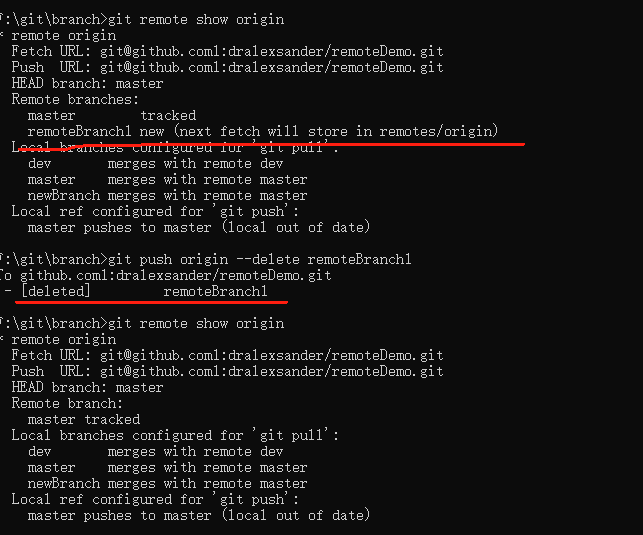 :\git\branch>git remote show origin
* remote origin
  Fetch URL: git@github.com1:dralexsander/remoteDemo.git
  Push  URL: git@github.com1:dralexsander/remoteDemo.git
  HEAD branch: master
  Remote branches:
    master       tracked
    remoteBranch1 new (next fetch will store in remotes/origin)
  Local branches configured for 'git pull':
    dev       merges with remote dev
    master    merges with remote master
    newBranch merges with remote master
  Local ref configured for 'git push':
    master pushes to master (local out of date)
:\git\branch>git push origin --delete remoteBranch1
To github.com1:dralexsander/remoteDemo.git
 - [deleted]         remoteBranch1
:\git\branch>git remote show origin
* remote origin
  Fetch URL: git@github.com1:dralexsander/remoteDemo.git
  Push  URL: git@github.com1:dralexsander/remoteDemo.git
  HEAD branch: master
  Remote branch:
    master tracked
  Local branches configured for 'git pull':
    dev       merges with remote dev
    master    merges with remote master
    newBranch merges with remote master
  Local ref configured for 'git push':
    master pushes to master (local out of date)